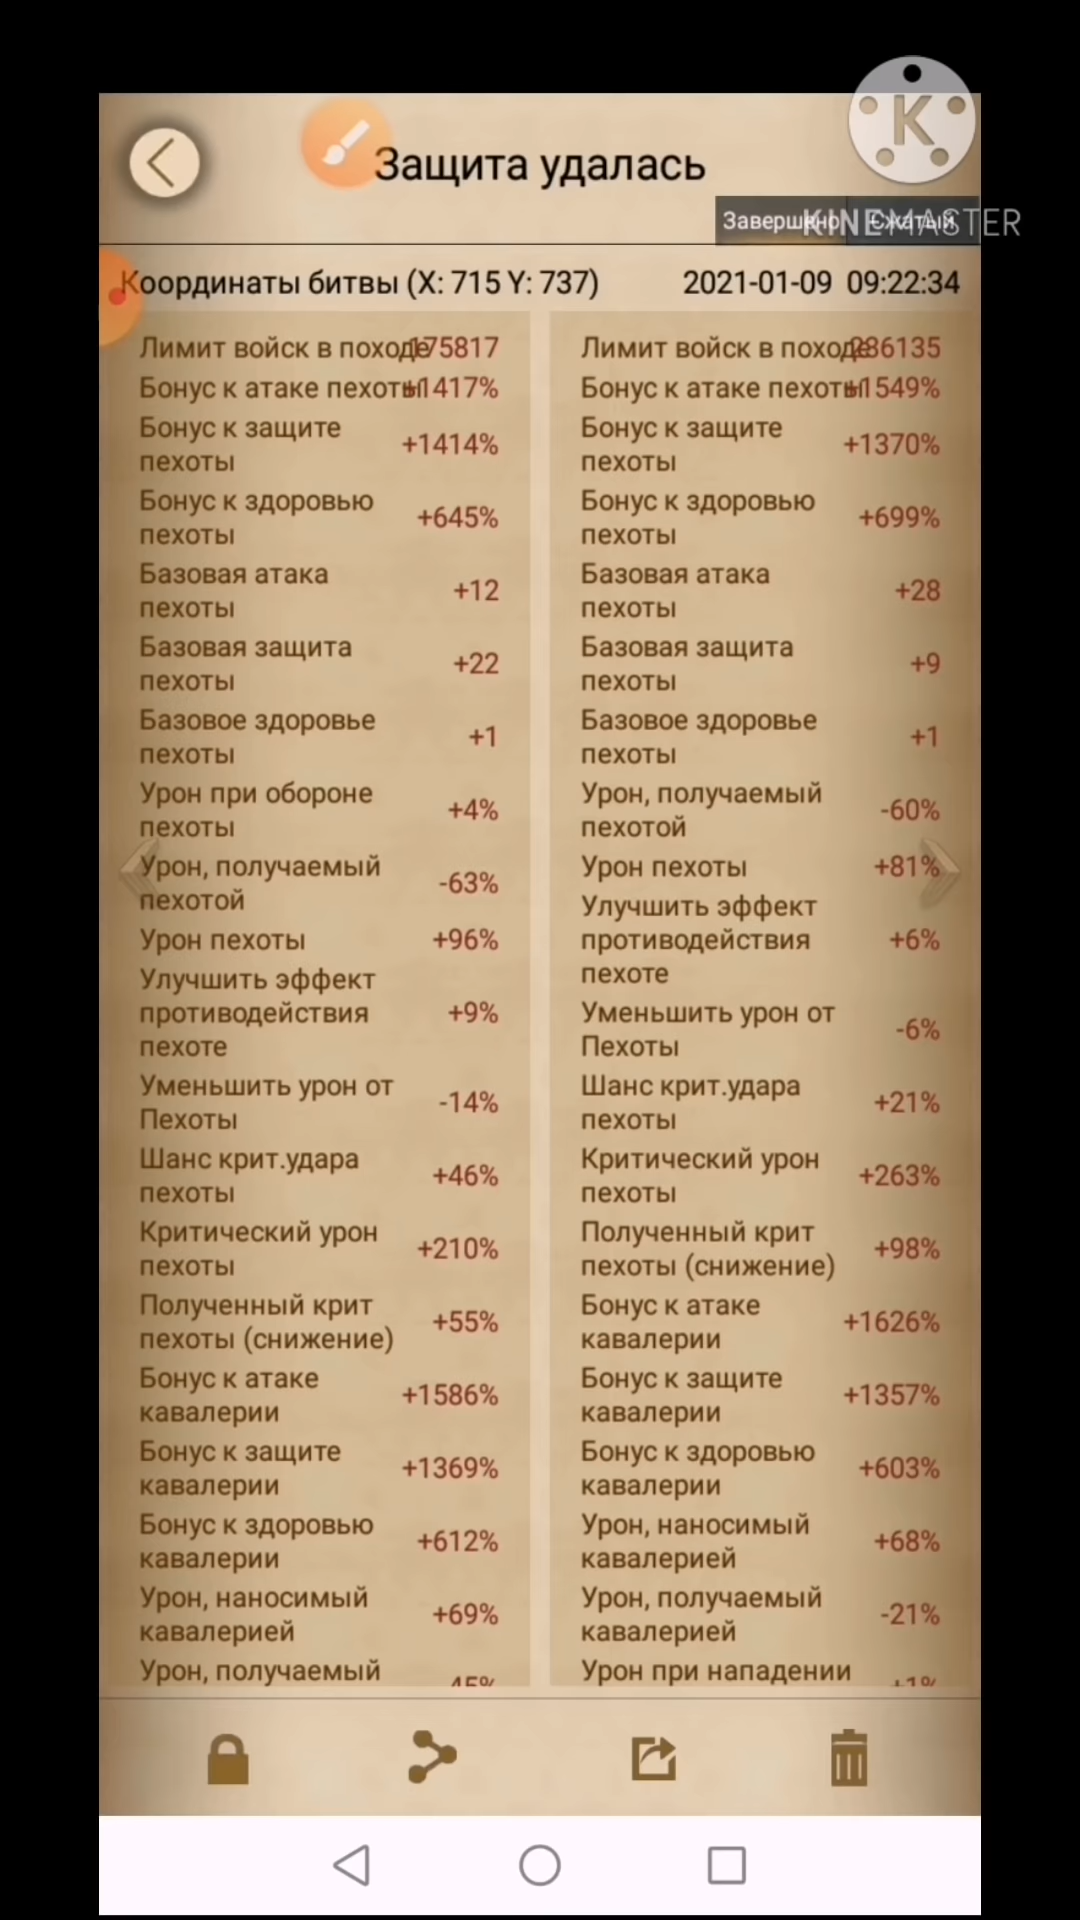 Защита удалась
K
Завершено Сжатый
KINEMASTER
Координаты битвы (X: 715 Y: 737) 2021-01-09 09:22:34
Лимит войск в походе 175817
Бонус к атаке пехоты +1417%
Бонус к защите
пехоты
+1414%
Бонус к здоровью
пехоты
+645%
Базовая атака
пехоты
+12
Базовая защита
пехоты
+22
Базовое здоровье
пехоты
+1
Урон при обороне
пехоты
+4%
Урон, получаемый
пехотой
-63%
Урон пехоты +96%
Улучшить эффект
противодействия
пехоте
+9%
Уменьшить урон от
Пехоты
-14%
Шанс крит.удара
пехоты
+46%
Критический урон
пехоты
+210%
Полученный крит
пехоты (снижение)
+55%
Бонус к атаке
кавалерии
+1586%
Бонус к защите
кавалерии
+1369%
Бонус к здоровью
кавалерии
+612%
Урон, наносимый
кавалерией
+69%
Урон, получаемый
Лимит войск в походе 286135
Бонус к атаке пехоты +1549%
Бонус к защите
пехоты
+1370%
Бонус к здоровью
пехоты
+699%
Базовая атака
пехоты
+28
Базовая защита
пехоты
+9
Базовое здоровье
пехоты
+1
Урон, получаемый
пехотой
-60%
Урон пехоты +81%
Улучшить эффект
противодействия
пехоте
+6%
Уменьшить урон от
Пехоты
-6%
Шанс крит.удара
пехоты
+21%
Критический урон
пехоты
+263%
Полученный крит
пехоты (снижение)
+98%
Бонус к атаке
кавалерии
+1626%
Бонус к защите
кавалерии
+1357%
Бонус к здоровью
кавалерии
+603%
Урон, наносимый
кавалерией
+68%
Урон, получаемый
кавалерией
-21%
Урон при нападении